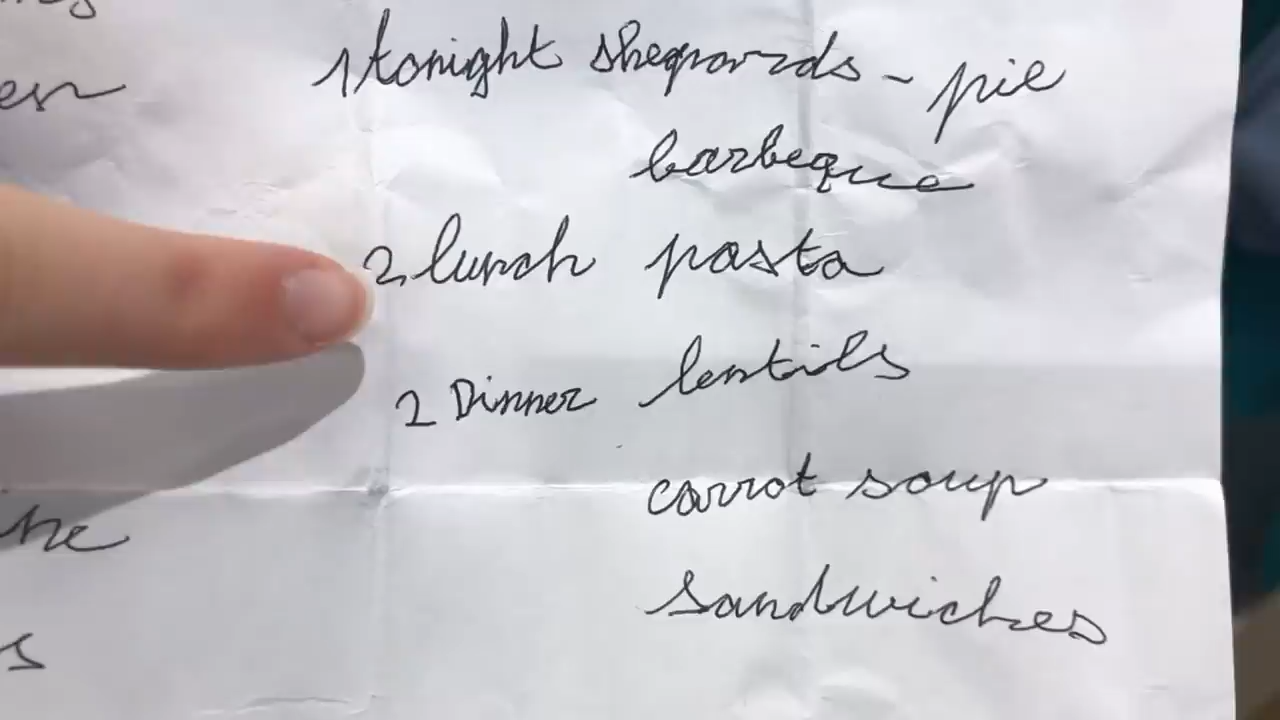 1 tonight shepards - pie
barbeque
2 lunch pasta
2 Dinner lentils
carrot soup
sandwiches